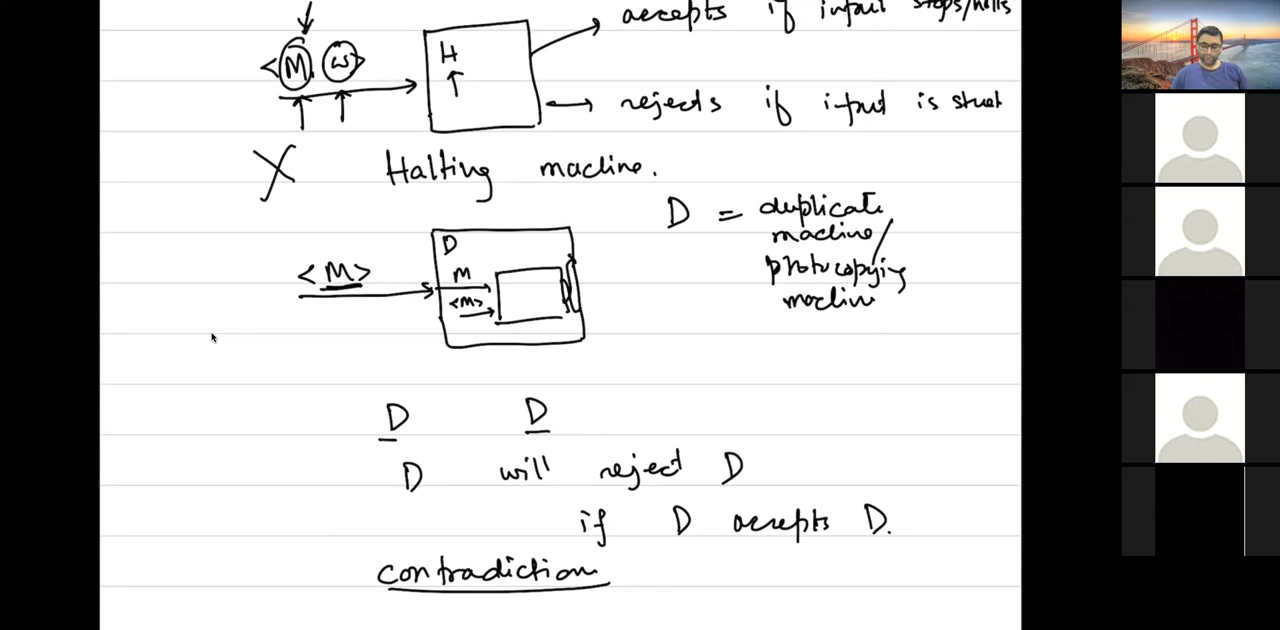 accepts if input stops/halts
<M, w>
H
rejects if input is stuck
X Halting machine.
D = duplicate
machine/
photocopying
machine
<M>
D
M
<M>
D D
D will reject D
if D accepts D.
contradiction